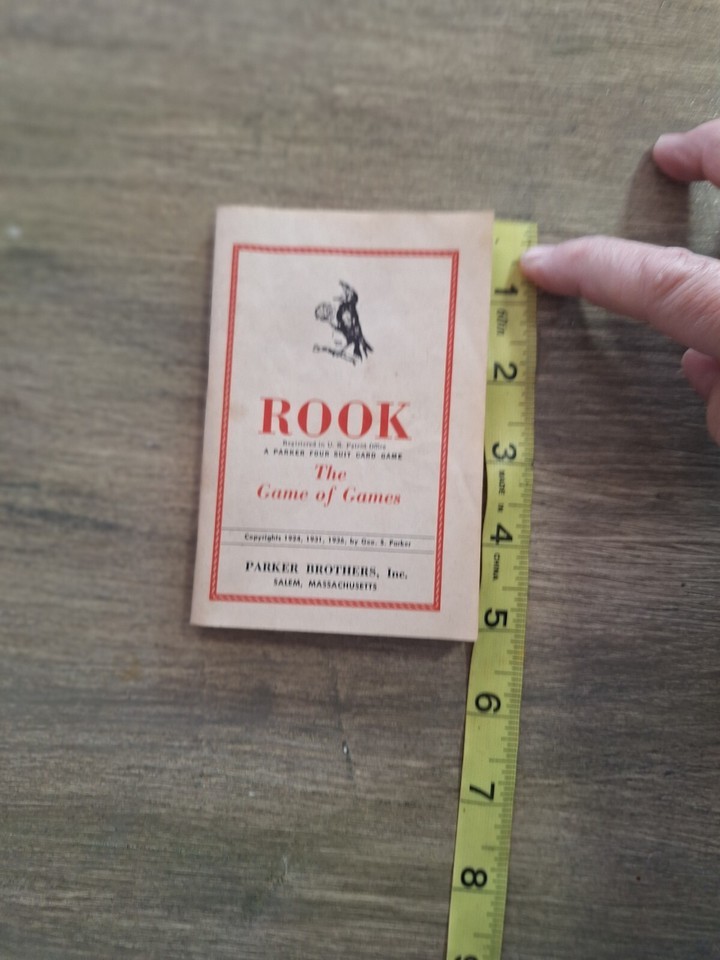 ROOK
Registered in U. S. Patent Office
A PARKER FOUR SUIT CARD GAME
The
Game of Games
Copyrights 1924, 1931, 1936, by Geo. S. Parker
PARKER BROTHERS, Inc.
SALEM, MASSACHUSETTS
1
2
3
MADE IN
4
CHINA
5
6
7
8